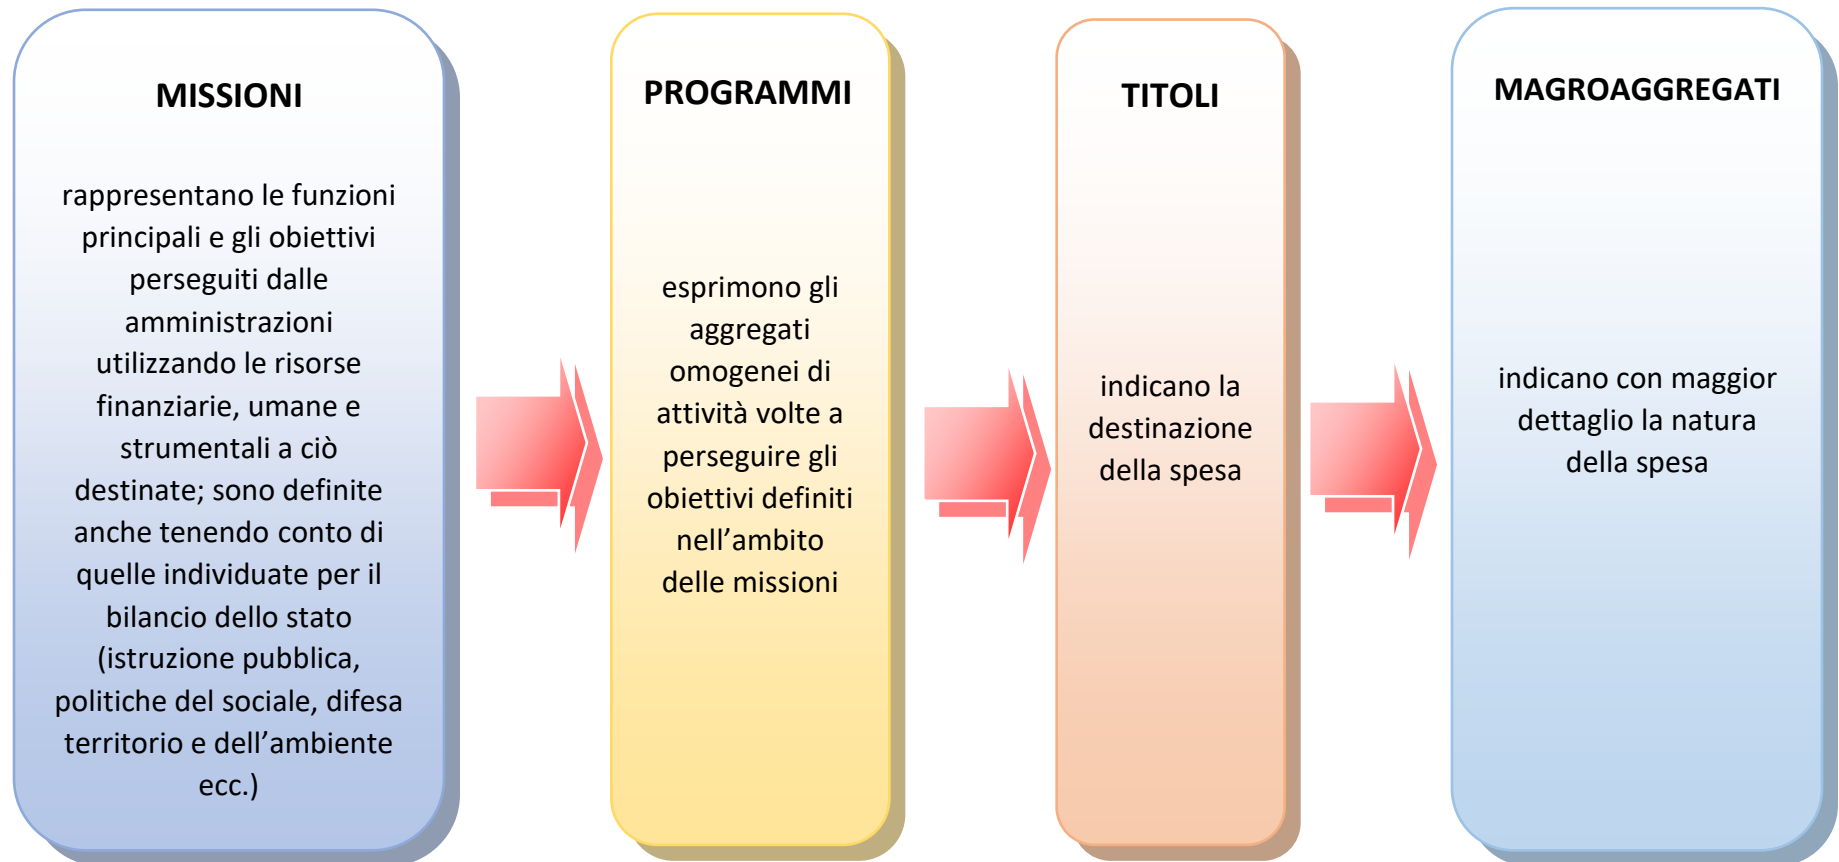 MISSIONI
rappresentano le funzioni
principali e gli obiettivi
perseguiti dalle
amministrazioni
utilizzando le risorse
finanziarie, umane e
strumentali a ciò
destinate; sono definite
anche tenendo conto di
quelle individuate per il
bilancio dello stato
(istruzione pubblica,
politiche del sociale, difesa
territorio e dell’ambiente
ecc.)
PROGRAMMI
esprimono gli
aggregati
omogenei di
attività volte a
perseguire gli
obiettivi definiti
nell’ambito
delle missioni
TITOLI
indicano la
destinazione
della spesa
MAGROAGGREGATI
indicano con maggior
dettaglio la natura
della spesa